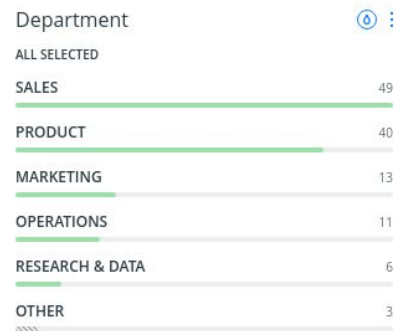 Department
ALL SELECTED
SALES 49
PRODUCT 40
MARKETING 13
OPERATIONS 11
RESEARCH & DATA 6
OTHER 3